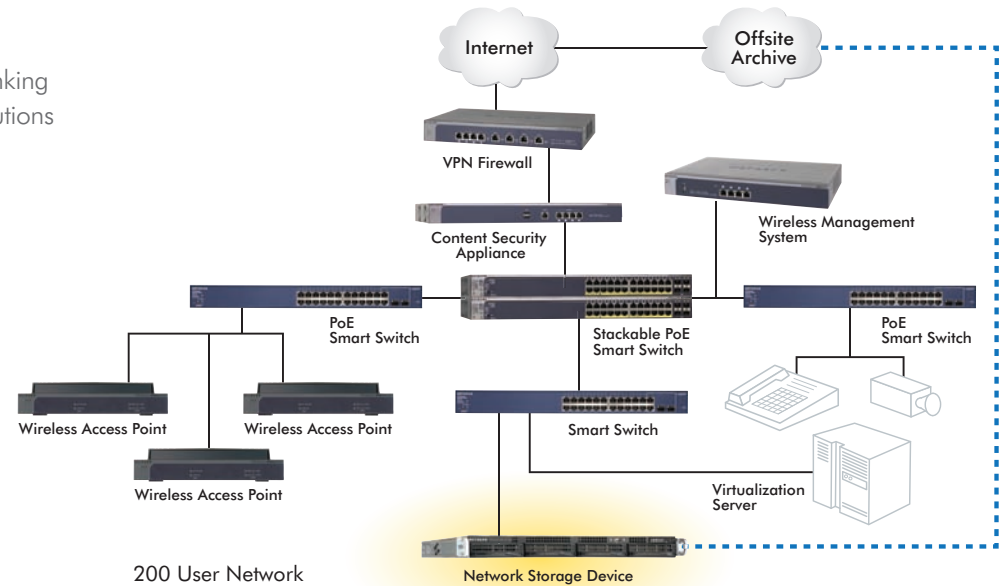 nking
utions
Internet
Offsite
Archive
VPN Firewall
Wireless Management
System
Content Security
Appliance
PoE
Smart Switch
Stackable PoE
Smart Switch
PoE
Smart Switch
Wireless Access Point
Wireless Access Point
Smart Switch
Wireless Access Point
Virtualization
Server
200 User Network
Network Storage Device